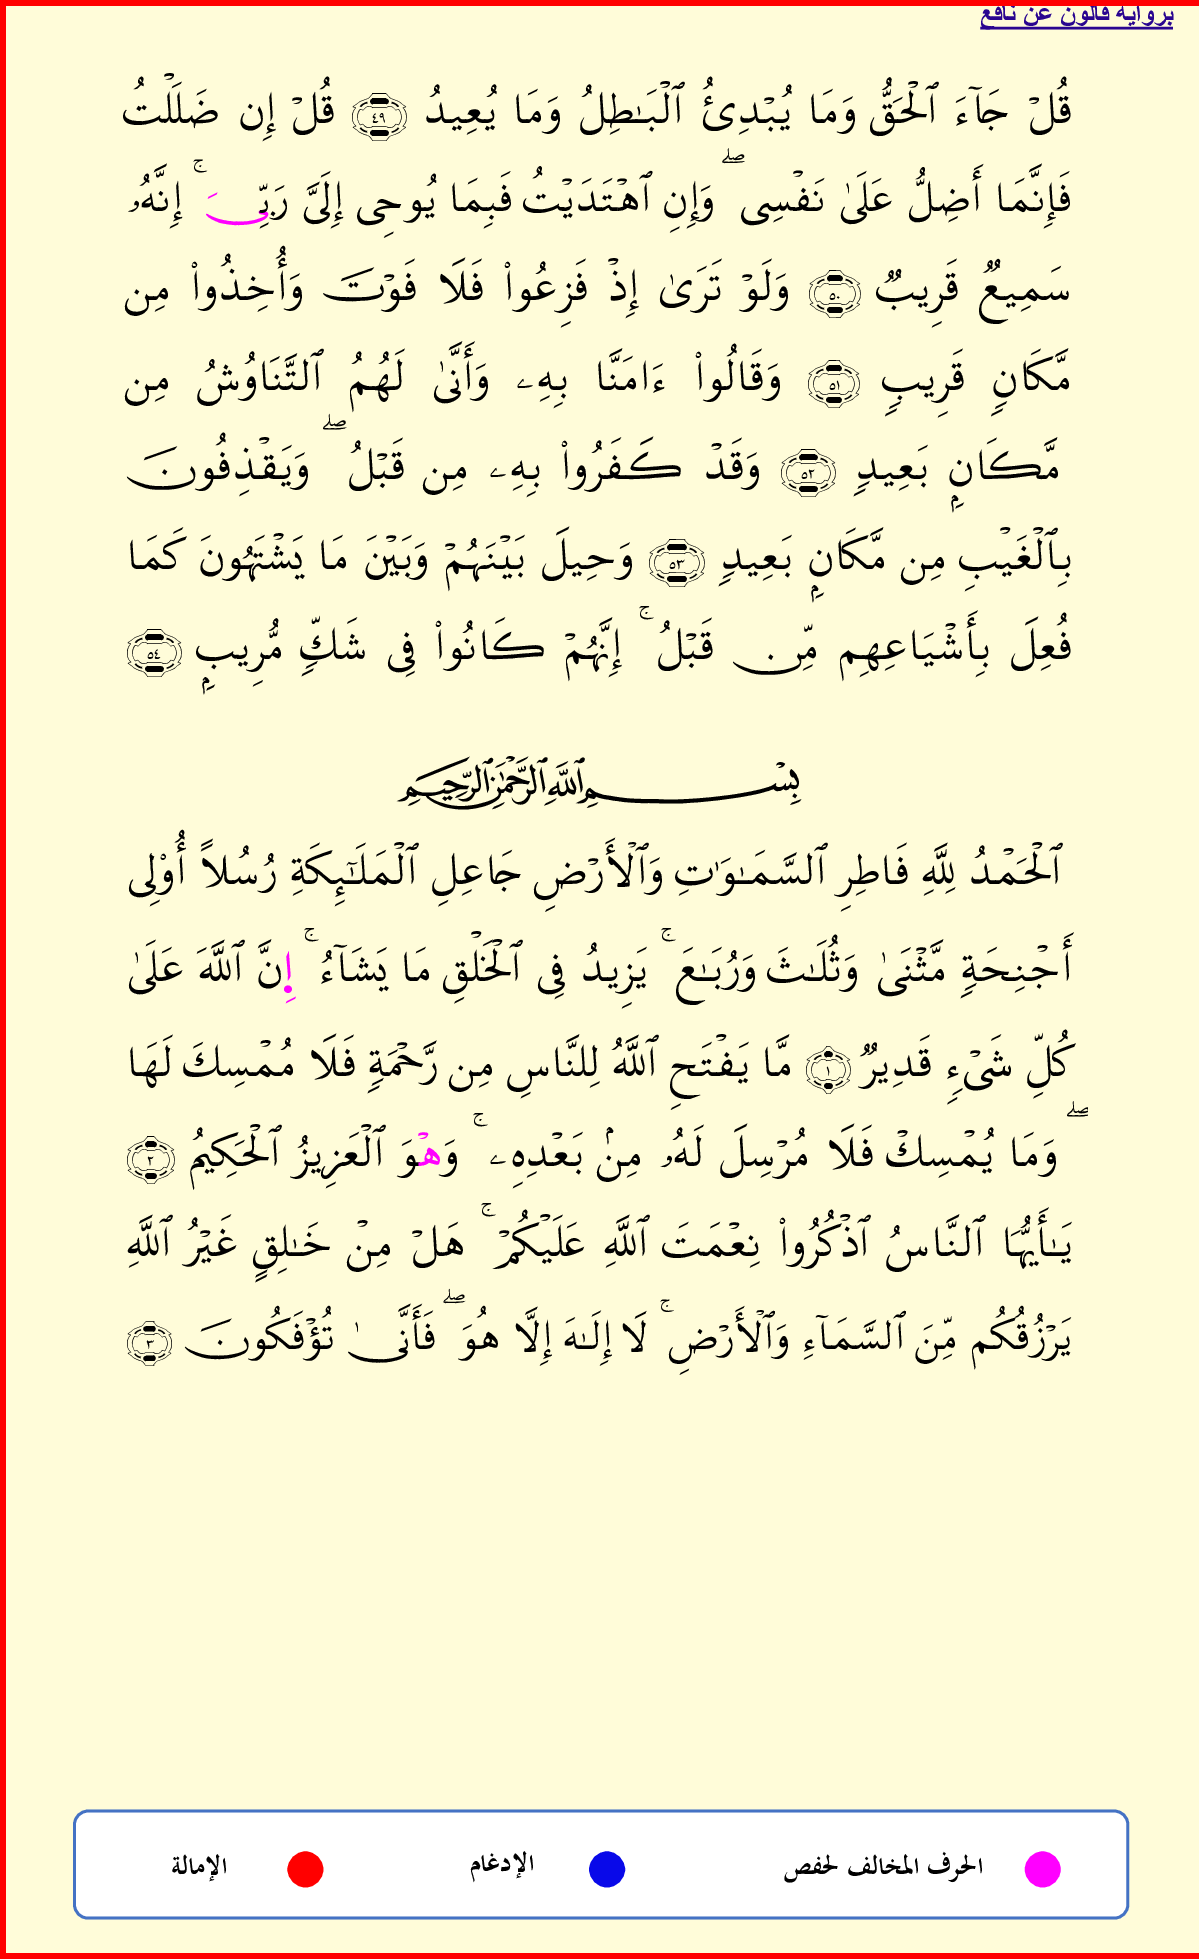 برواية قالون عن نافع
قُلْ جَآءَ ٱلْحَقُّ وَمَا يُبْدِئُ ٱلْبَـٰطِلُ وَمَا يُعِيدُ ٤٩ قُلْ إِن ضَلَلْتُ
فَإِنَّمَآ أَضِلُّ عَلَىٰ نَفْسِى ۖ وَإِنِ ٱهْتَدَيْتُ فَبِمَا يُوحِى إِلَىَّ رَبِّىَ ۚ إِنَّهُۥ
سَمِيعٌ قَرِيبٌ ٥٠ وَلَوْ تَرَىٰ إِذْ فَزِعُوا۟ فَلَا فَوْتَ وَأُخِذُوا۟ مِن
مَّكَانٍ قَرِيبٍ ٥١ وَقَالُوٓا۟ ءَامَنَّا بِهِۦ وَأَنَّىٰ لَهُمُ ٱلتَّنَاوُشُ مِن
مَّكَانٍۭ بَعِيدٍ ٥٢ وَقَدْ كَفَرُوا۟ بِهِۦ مِن قَبْلُ ۖ وَيَقْذِفُونَ
بِٱلْغَيْبِ مِن مَّكَانٍۭ بَعِيدٍ ٥٣ وَحِيلَ بَيْنَهُمْ وَبَيْنَ مَا يَشْتَهُونَ كَمَا
فُعِلَ بِأَشْيَاعِهِم مِّن قَبْلُ ۚ إِنَّهُمْ كَانُوا۟ فِى شَكٍّ مُّرِيبٍۭ ٥٤
بِسْمِ ٱللَّهِ ٱلرَّحْمَـٰنِ ٱلرَّحِيمِ
ٱلْحَمْدُ لِلَّهِ فَاطِرِ ٱلسَّمَـٰوَٰتِ وَٱلْأَرْضِ جَاعِلِ ٱلْمَلَـٰٓئِكَةِ رُسُلًا أُو۟لِى
أَجْنِحَةٍ مَّثْنَىٰ وَثُلَـٰثَ وَرُبَـٰعَ ۚ يَزِيدُ فِى ٱلْخَلْقِ مَا يَشَآءُ ۚ إِنَّ ٱللَّهَ عَلَىٰ
كُلِّ شَىْءٍ قَدِيرٌ ١ مَّا يَفْتَحِ ٱللَّهُ لِلنَّاسِ مِن رَّحْمَةٍ فَلَا مُمْسِكَ لَهَا
ۖ وَمَا يُمْسِكْ فَلَا مُرْسِلَ لَهُۥ مِنۢ بَعْدِهِۦ ۚ وَهْوَ ٱلْعَزِيزُ ٱلْحَكِيمُ ٢
يَـٰٓأَيُّهَا ٱلنَّاسُ ٱذْكُرُوا۟ نِعْمَتَ ٱللَّهِ عَلَيْكُمْ ۚ هَلْ مِنْ خَـٰلِقٍ غَيْرُ ٱللَّهِ
يَرْزُقُكُم مِّنَ ٱلسَّمَآءِ وَٱلْأَرْضِ ۚ لَآ إِلَـٰهَ إِلَّا هُوَ ۖ فَأَنَّىٰ تُؤْفَكُونَ ٣
الحرف المخالف لحفص الإدغام الإمالة